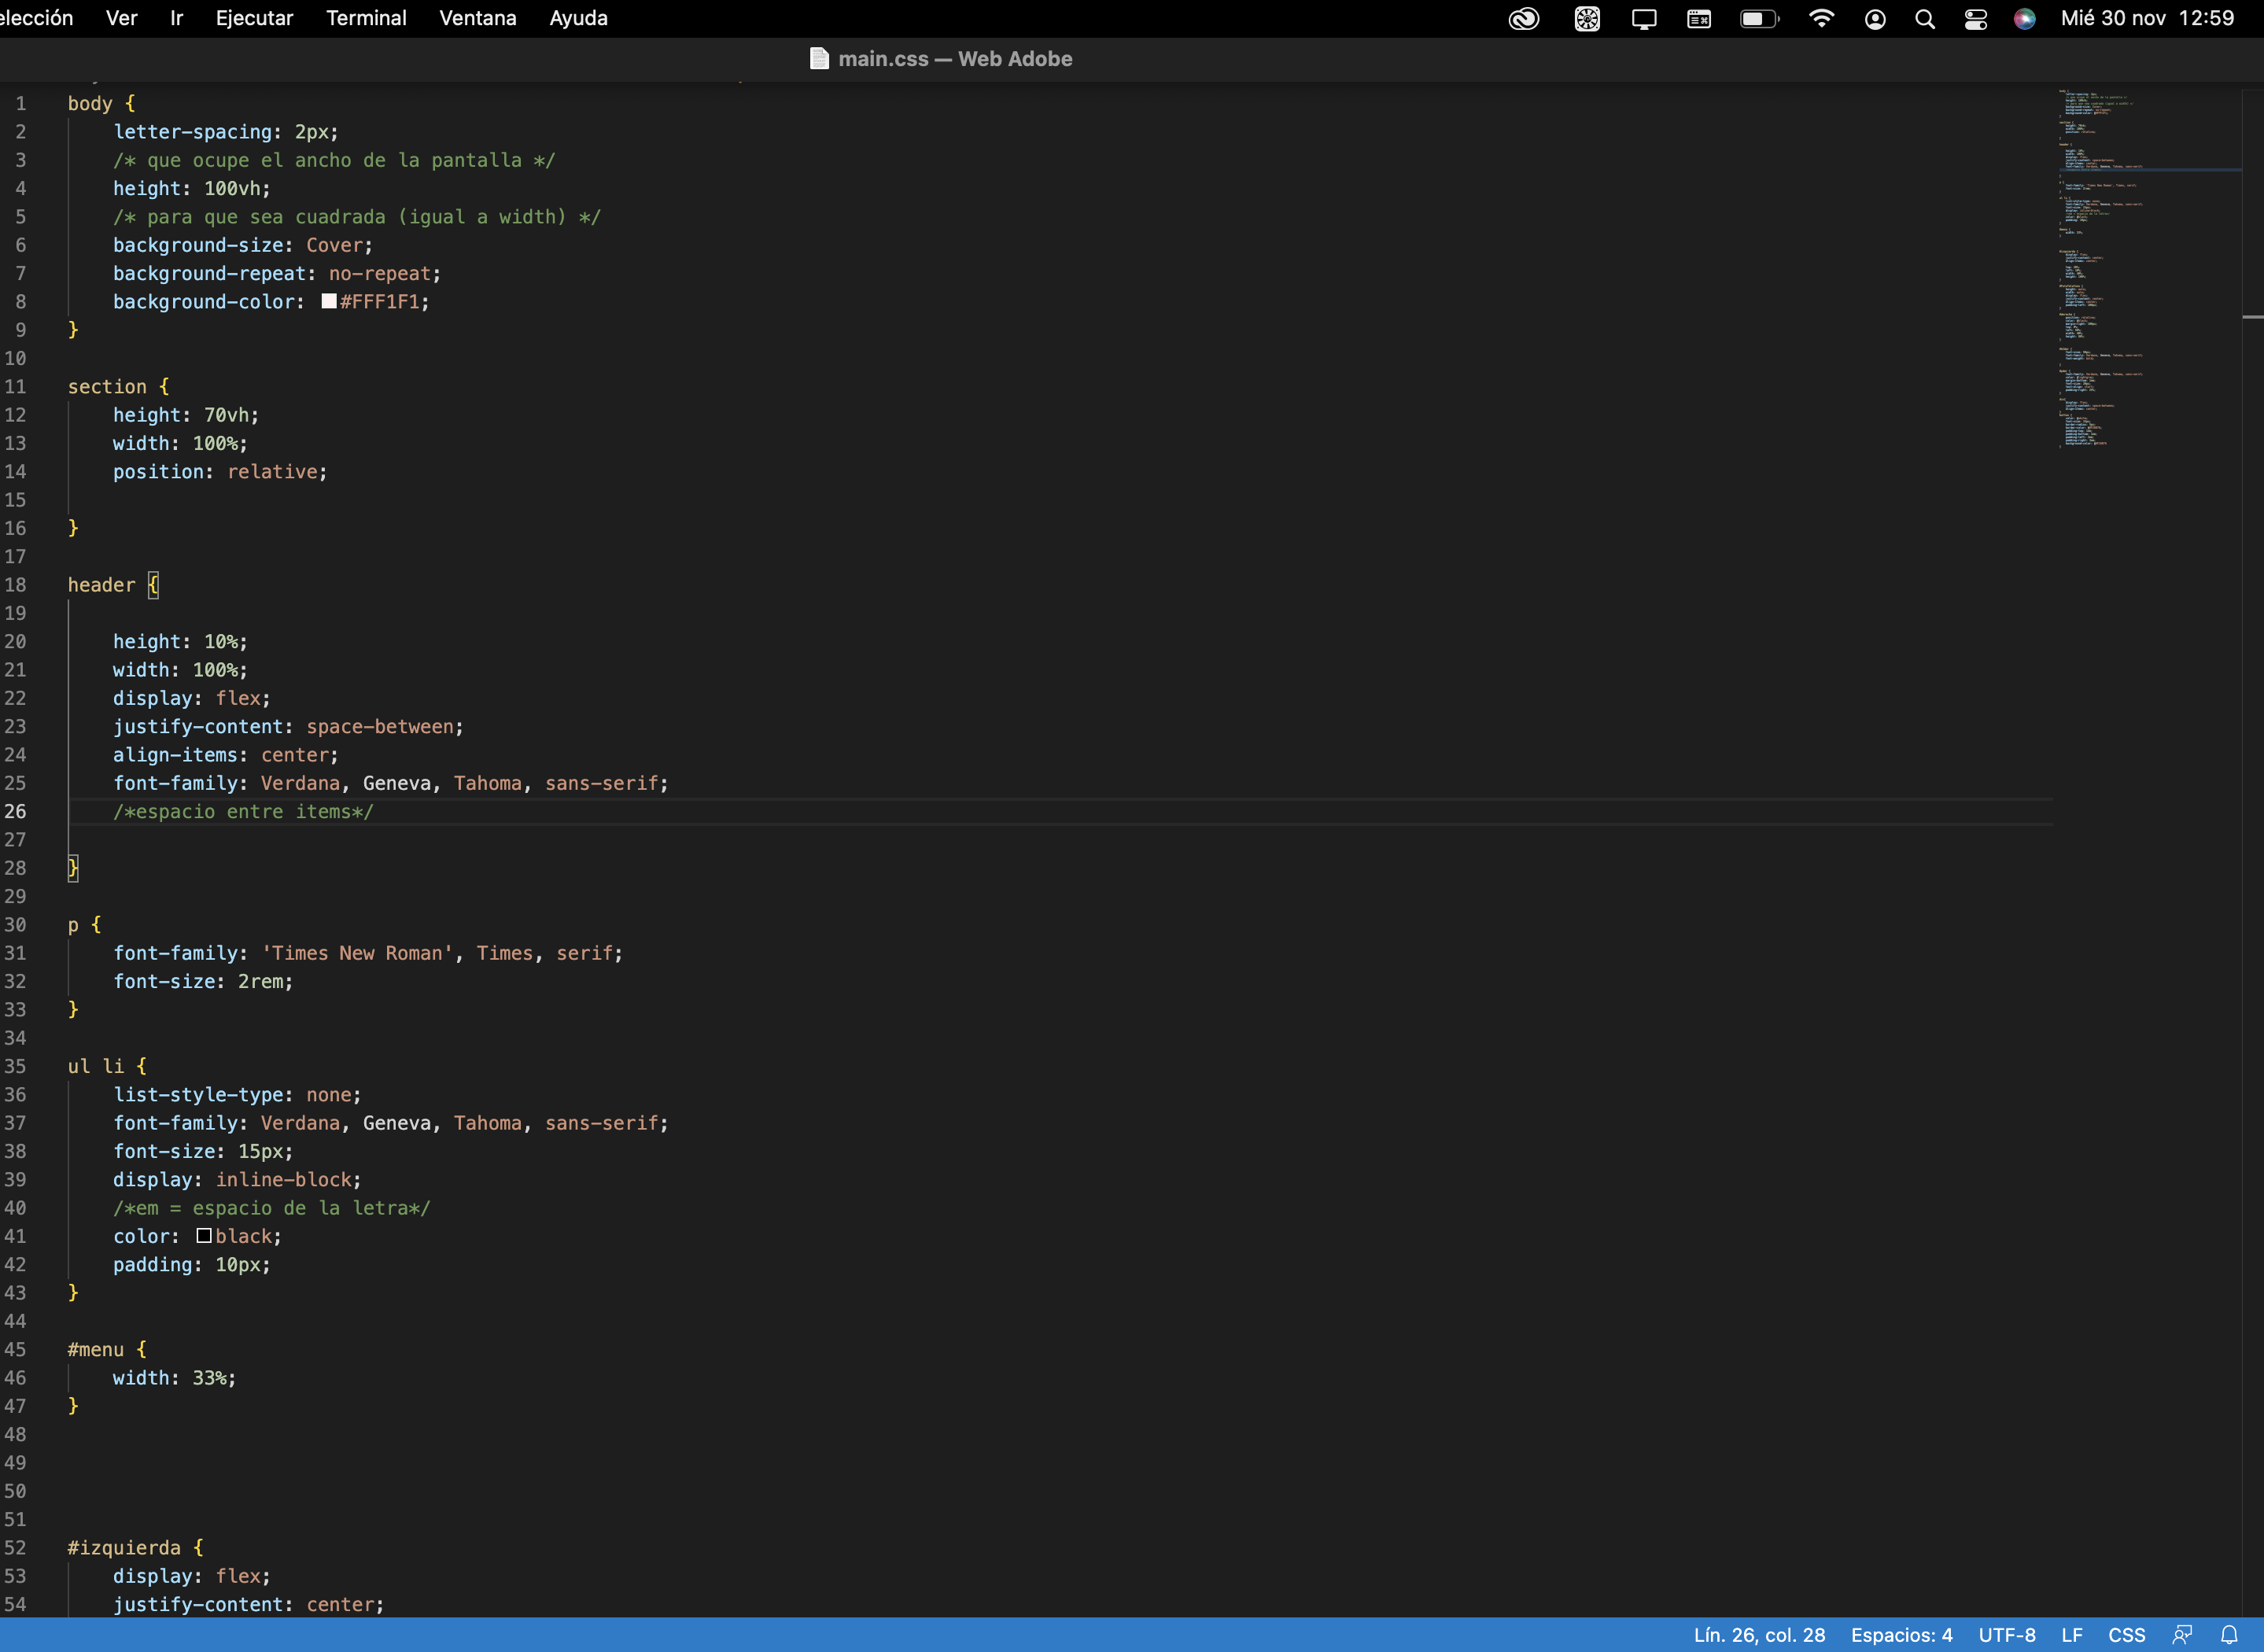 Ver Ir Ejecutar Terminal Ventana Ayuda Mié 30 nov 12:59
main.css — Web Adobe
1 body {
2 letter-spacing: 2px;
3 /* que ocupe el ancho de la pantalla */
4 height: 100vh;
5 /* para que sea cuadrada (igual a width) */
6 background-size: Cover;
7 background-repeat: no-repeat;
8 background-color: #FFF1F1;
9 }
10
11 section {
12 height: 70vh;
13 width: 100%;
14 position: relative;
15
16 }
17
18 header {
19
20 height: 10%;
21 width: 100%;
22 display: flex;
23 justify-content: space-between;
24 align-items: center;
25 font-family: Verdana, Geneva, Tahoma, sans-serif;
26 /*espacio entre items*/
27
28 }
29
30 p {
31 font-family: 'Times New Roman', Times, serif;
32 font-size: 2rem;
33 }
34
35 ul li {
36 list-style-type: none;
37 font-family: Verdana, Geneva, Tahoma, sans-serif;
38 font-size: 15px;
39 display: inline-block;
40 /*em = espacio de la letra*/
41 color: black;
42 padding: 10px;
43 }
44
45 #menu {
46 width: 33%;
47 }
48
49
50
51
52 #izquierda {
53 display: flex;
54 justify-content: center;
Lín. 26, col. 28 Espacios: 4 UTF-8 LF CSS